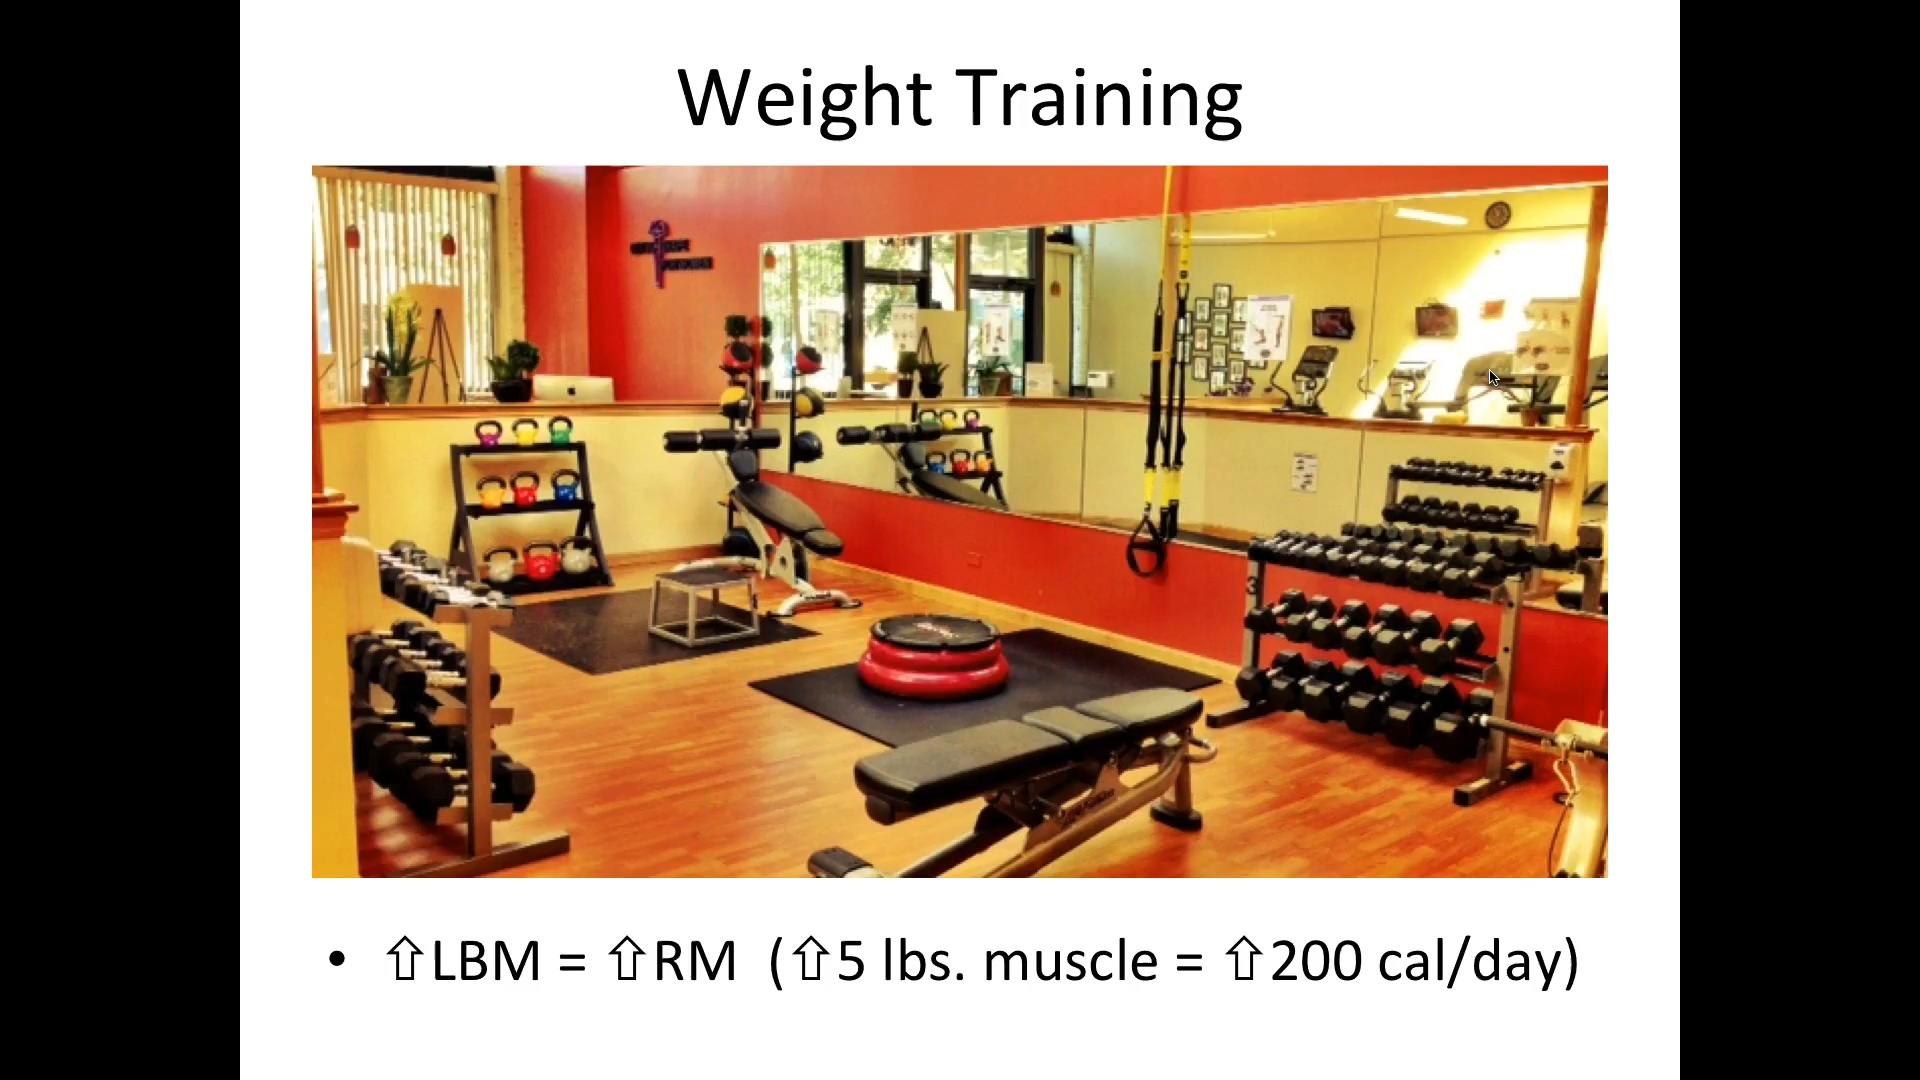 Weight Training
• ⇧LBM = ⇧RM (⇧5 lbs. muscle = ⇧200 cal/day)